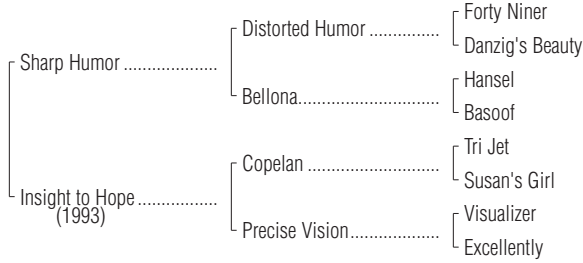 Forty Niner
Distorted Humor ................
Danzig's Beauty
Sharp Humor ....................
Hansel
Bellona.................................
Basoof
Tri Jet
Copelan ..............................
Susan's Girl
Insight to Hope.................
(1993)
Visualizer
Precise Vision.....................
Excellently